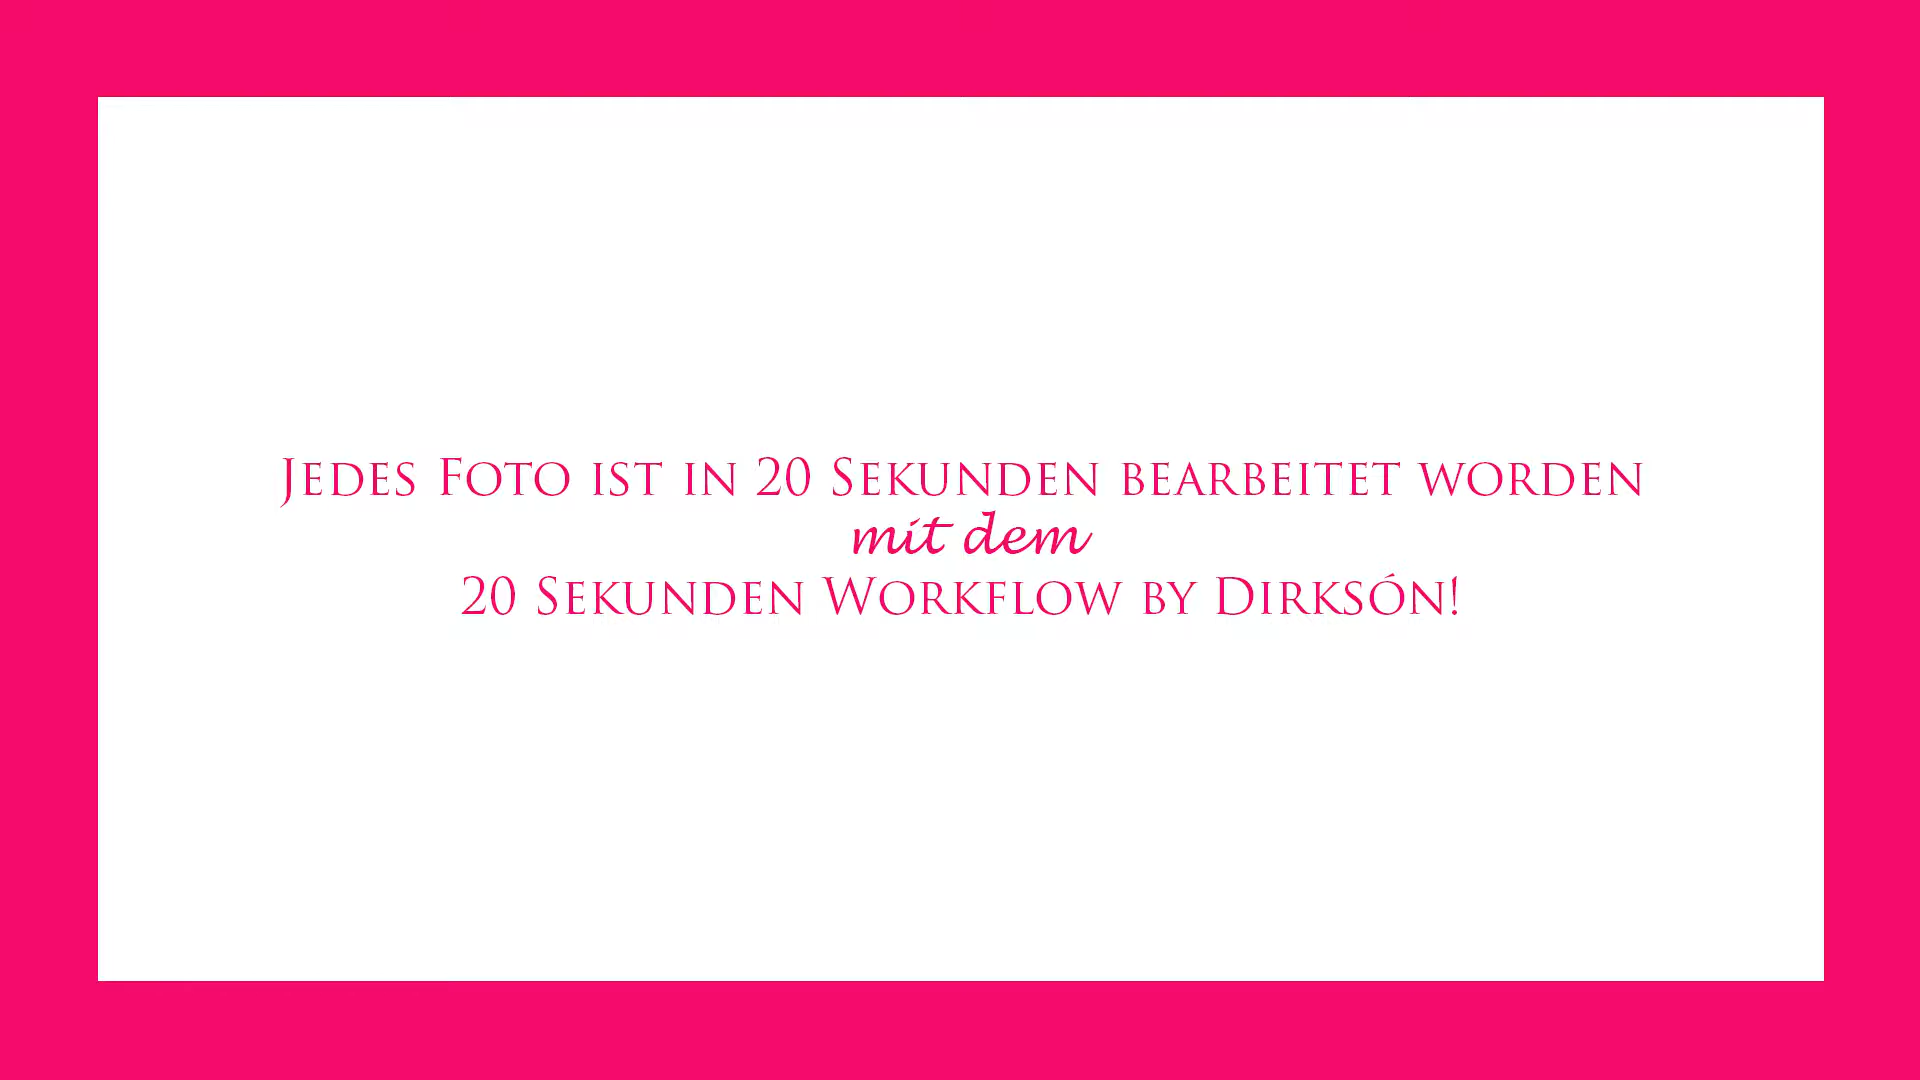 Jedes Foto ist in 20 Sekunden bearbeitet worden
mit dem
20 Sekunden Workflow by Dirksón!